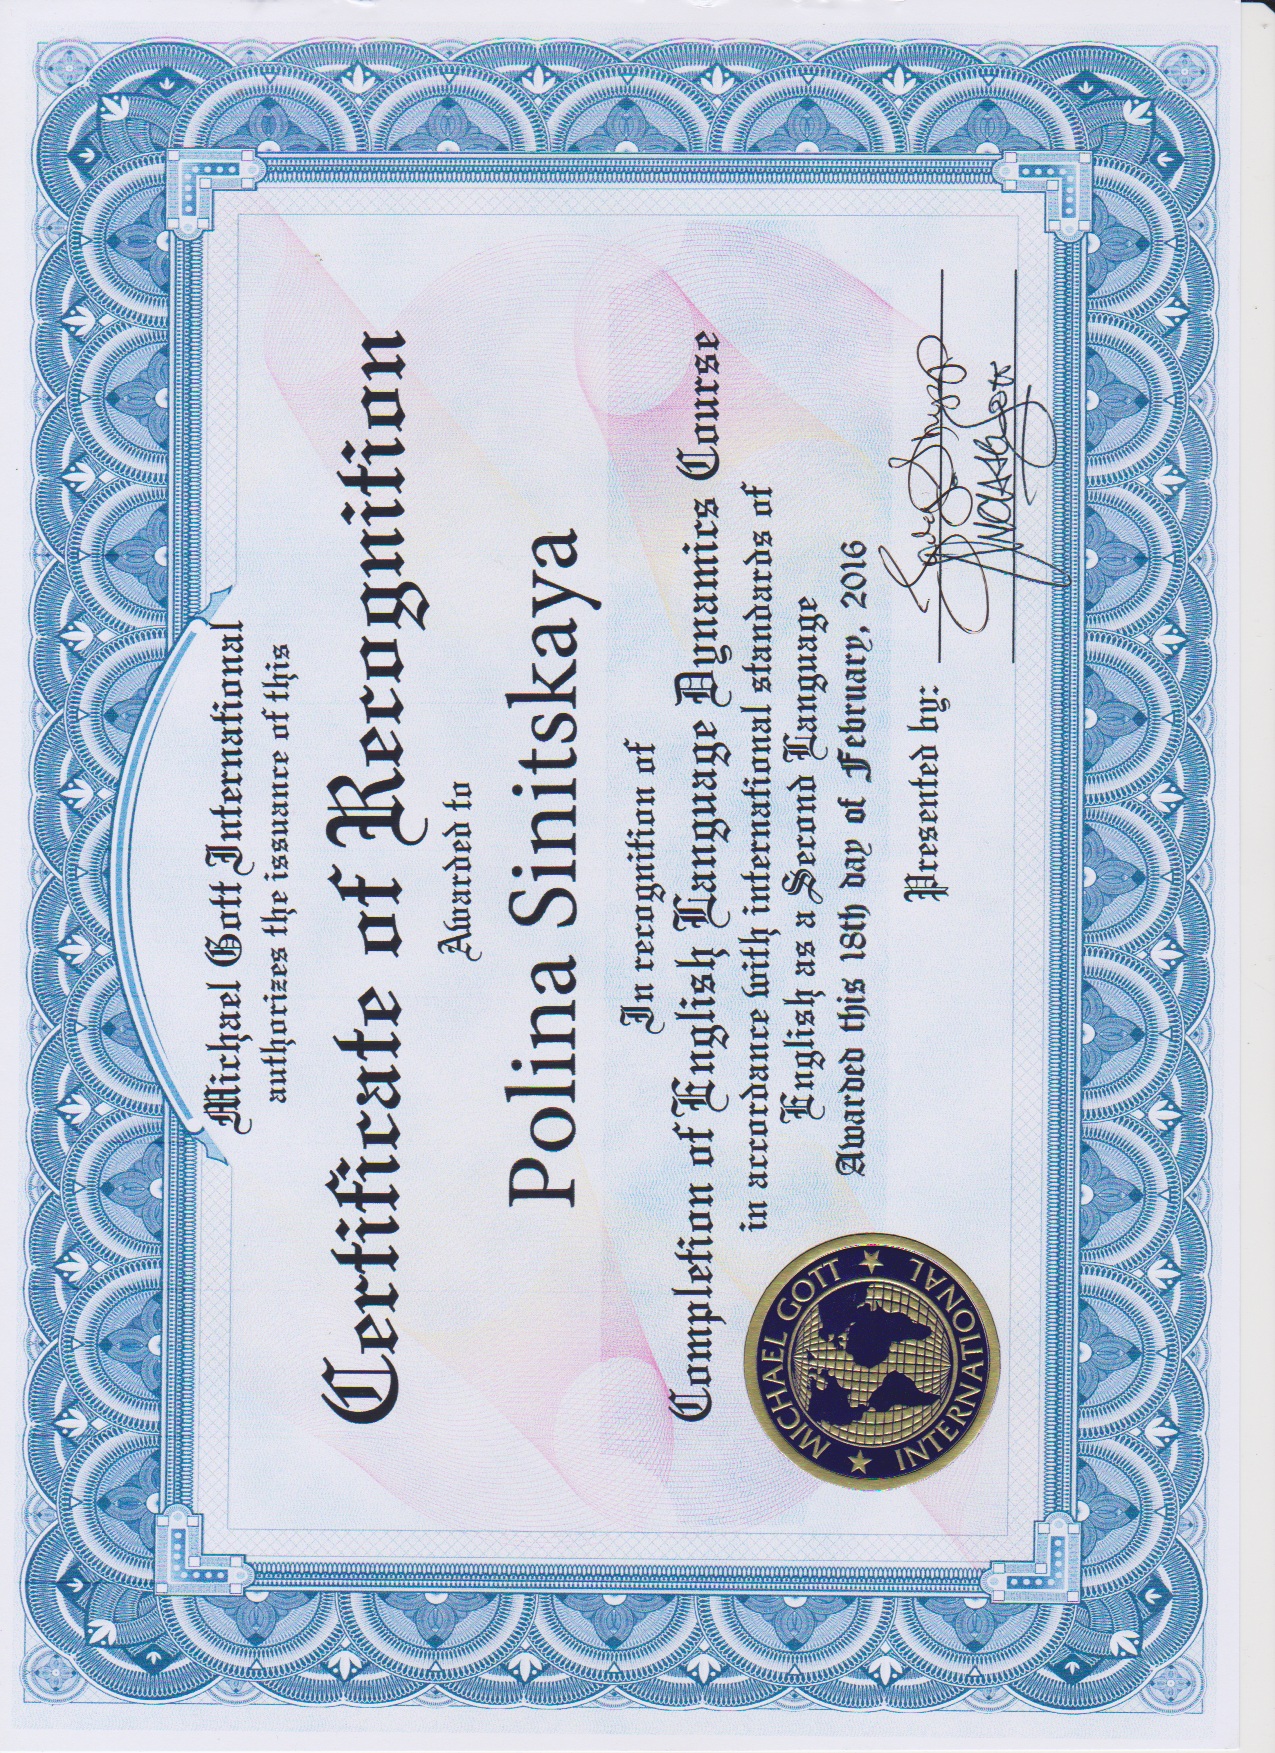 Michael Gott International
authorizes the issuance of this
Certificate of Recognition
Awarded to
Polina Sinitskaya
In recognition of
Completion of English Language Dynamics Course
in accordance with international standards of
English as a Second Language
Awarded this 18th day of February, 2016
Presented by:
MICHAEL GOTT
INTERNATIONAL